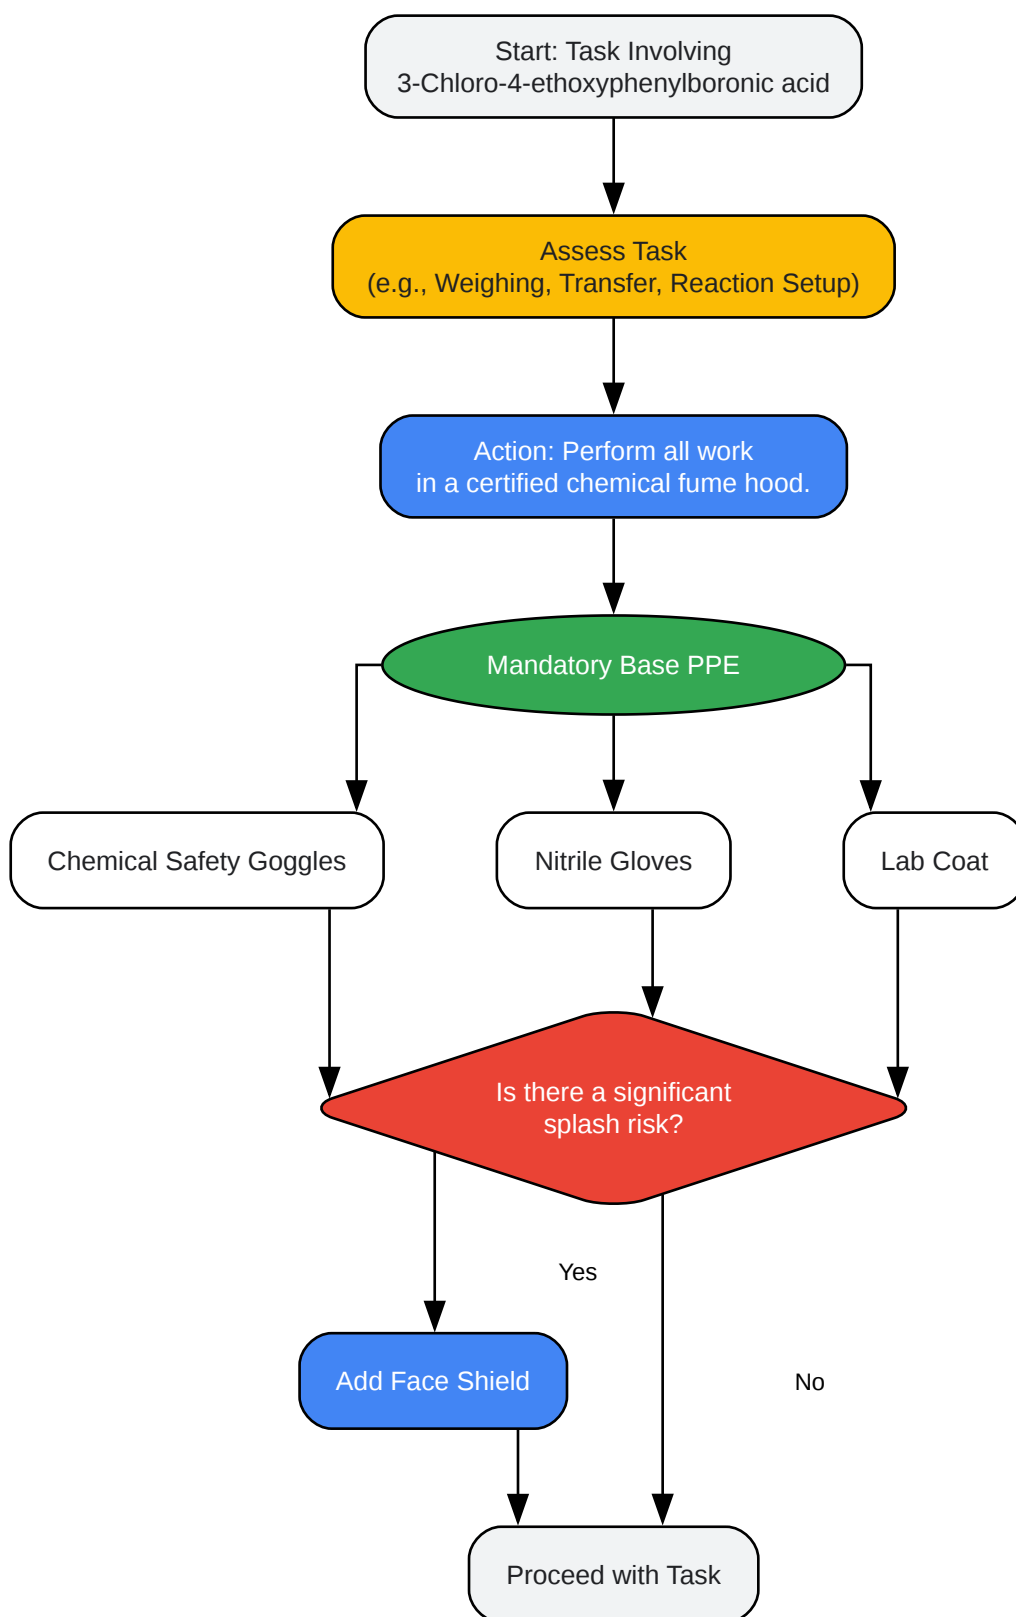 Start: Task Involving
3-Chloro-4-ethoxyphenylboronic acid
Assess Task
(e.g., Weighing, Transfer, Reaction Setup)
Action: Perform all work
in a certified chemical fume hood.
Mandatory Base PPE
Chemical Safety Goggles
Nitrile Gloves
Lab Coat
Is there a significant
splash risk?
Yes
Add Face Shield
No
Proceed with Task